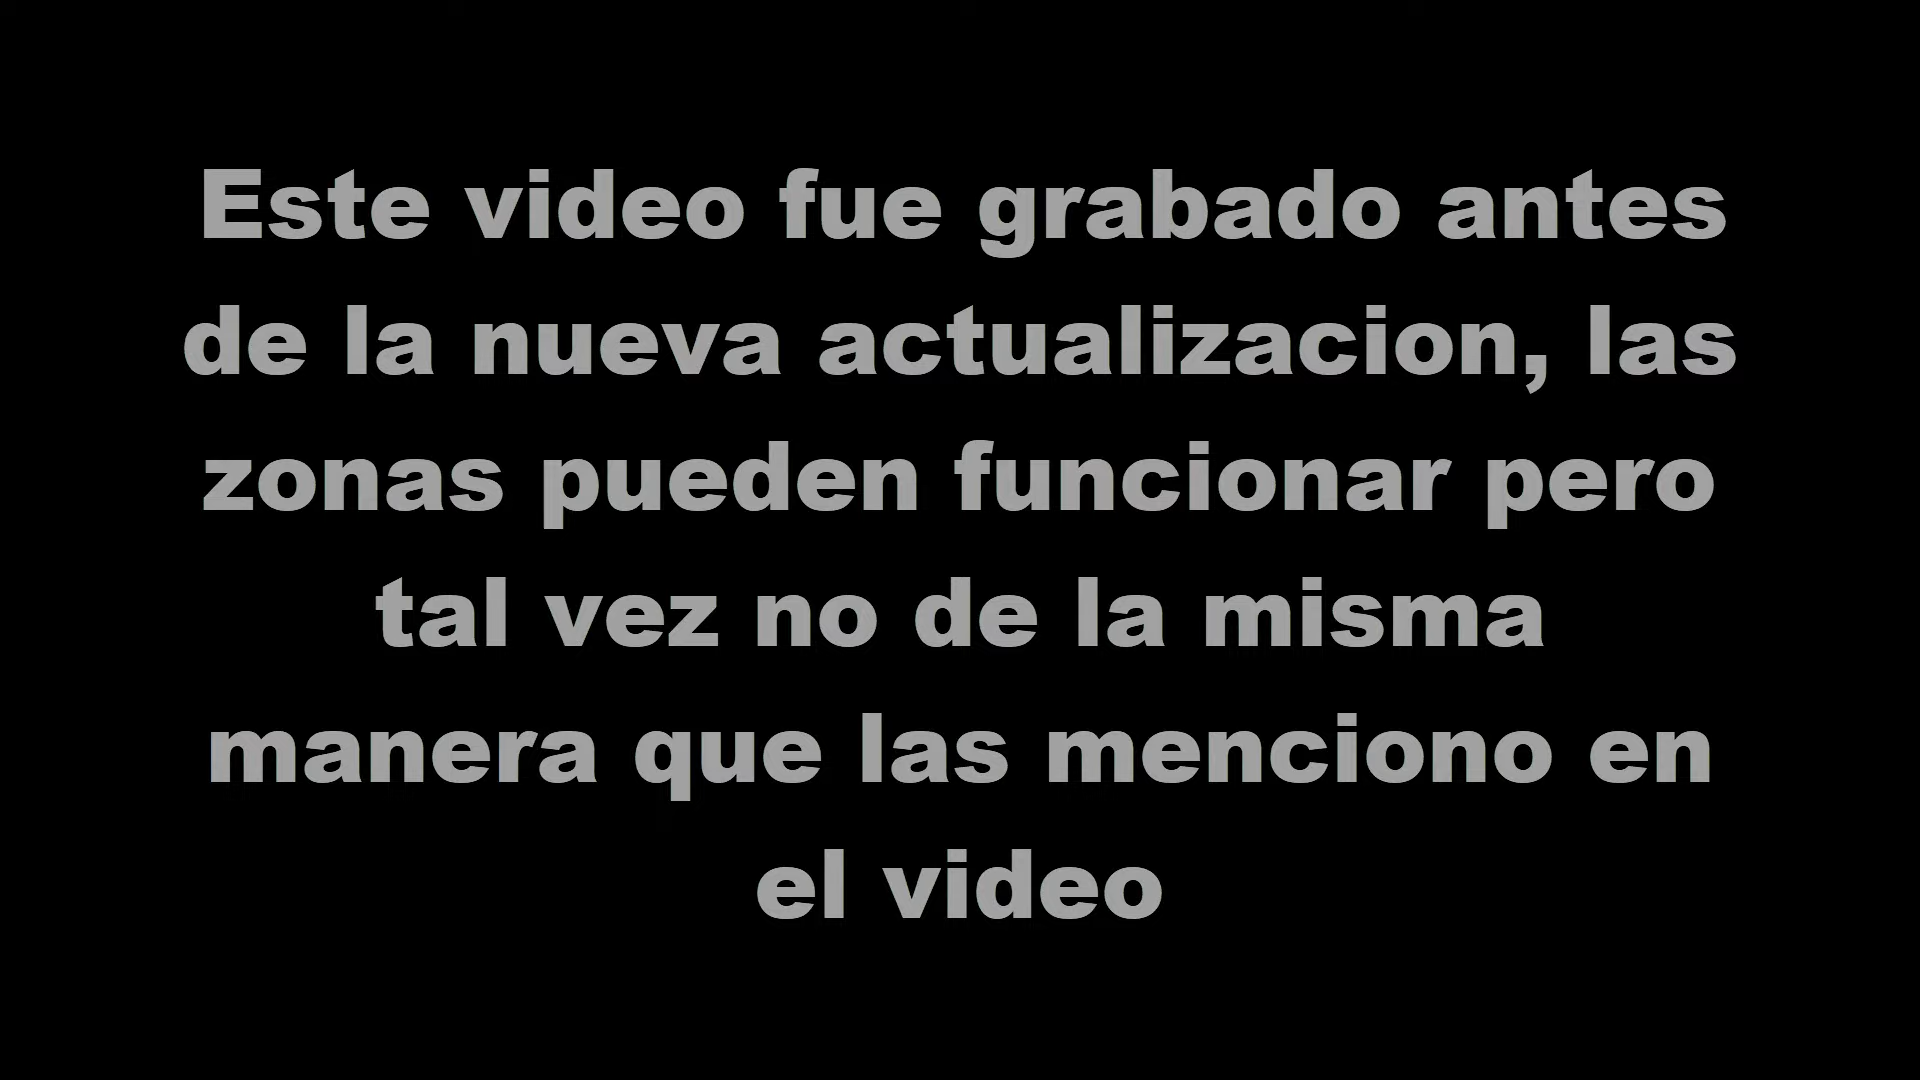 Este video fue grabado antes
de la nueva actualizacion, las
zonas pueden funcionar pero
tal vez no de la misma
manera que las menciono en
el video